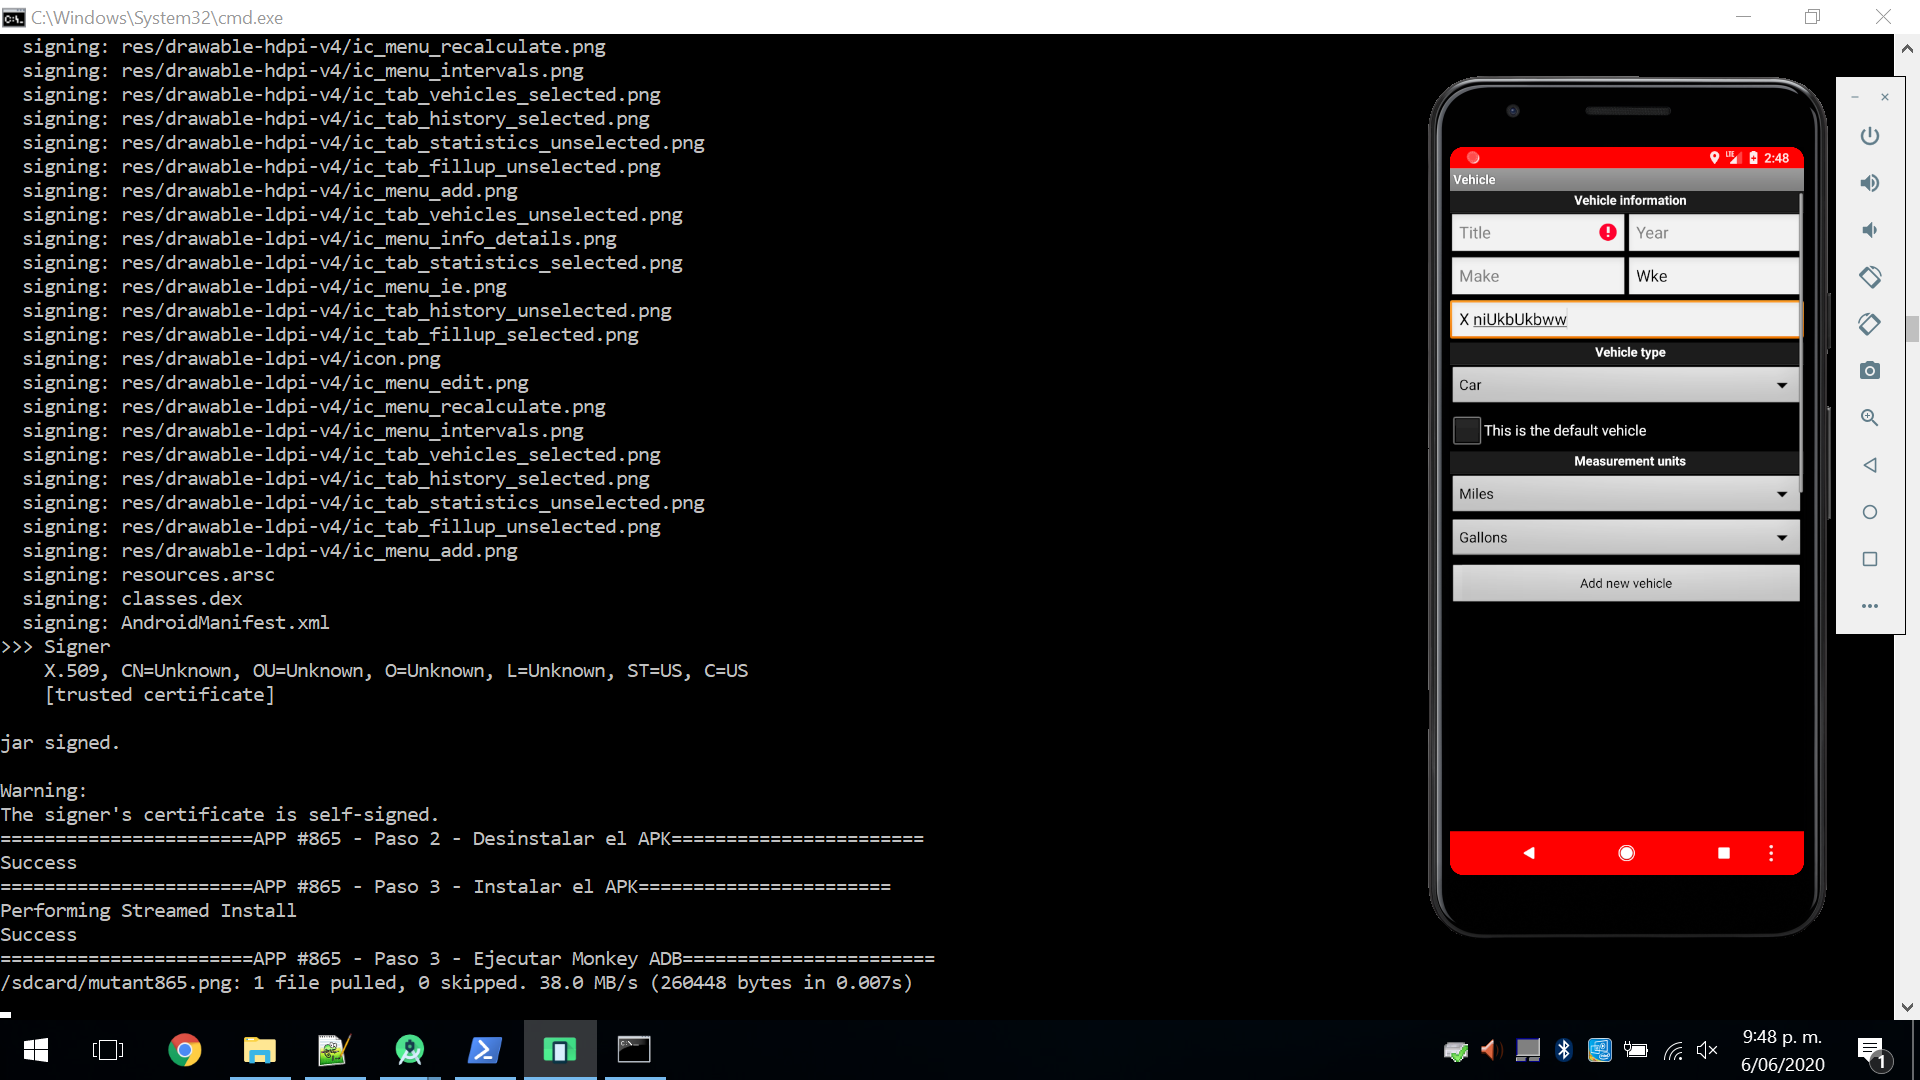 C:\Windows\System32\cmd.exe
signing: res/drawable-hdpi-v4/ic_menu_recalculate.png
signing: res/drawable-hdpi-v4/ic_menu_intervals.png
signing: res/drawable-hdpi-v4/ic_tab_vehicles_selected.png
signing: res/drawable-hdpi-v4/ic_tab_history_selected.png
signing: res/drawable-hdpi-v4/ic_tab_statistics_unselected.png
signing: res/drawable-hdpi-v4/ic_tab_fillup_unselected.png
signing: res/drawable-hdpi-v4/ic_menu_add.png
signing: res/drawable-ldpi-v4/ic_tab_vehicles_unselected.png
signing: res/drawable-ldpi-v4/ic_menu_info_details.png
signing: res/drawable-ldpi-v4/ic_tab_statistics_selected.png
signing: res/drawable-ldpi-v4/ic_menu_ie.png
signing: res/drawable-ldpi-v4/ic_tab_history_unselected.png
signing: res/drawable-ldpi-v4/ic_tab_fillup_selected.png
signing: res/drawable-ldpi-v4/icon.png
signing: res/drawable-ldpi-v4/ic_menu_edit.png
signing: res/drawable-ldpi-v4/ic_menu_recalculate.png
signing: res/drawable-ldpi-v4/ic_menu_intervals.png
signing: res/drawable-ldpi-v4/ic_tab_vehicles_selected.png
signing: res/drawable-ldpi-v4/ic_tab_history_selected.png
signing: res/drawable-ldpi-v4/ic_tab_statistics_unselected.png
signing: res/drawable-ldpi-v4/ic_tab_fillup_unselected.png
signing: res/drawable-ldpi-v4/ic_menu_add.png
signing: resources.arsc
signing: classes.dex
signing: AndroidManifest.xml
>>> Signer
X.509, CN=Unknown, OU=Unknown, O=Unknown, L=Unknown, ST=US, C=US
[trusted certificate]
jar signed.
Warning:
The signer's certificate is self-signed.
=======================APP #865 - Paso 2 - Desinstalar el APK=======================
Success
=======================APP #865 - Paso 3 - Instalar el APK=======================
Performing Streamed Install
Success
=======================APP #865 - Paso 3 - Ejecutar Monkey ADB=======================
/sdcard/mutant865.png: 1 file pulled, 0 skipped. 38.0 MB/s (260448 bytes in 0.007s)
LTE 2:48
Vehicle
Vehicle information
Title Year
Make Wke
X niUkbUkbww
Vehicle type
Car
This is the default vehicle
Measurement units
Miles
Gallons
Add new vehicle
9:48 p. m.
6/06/2020
1